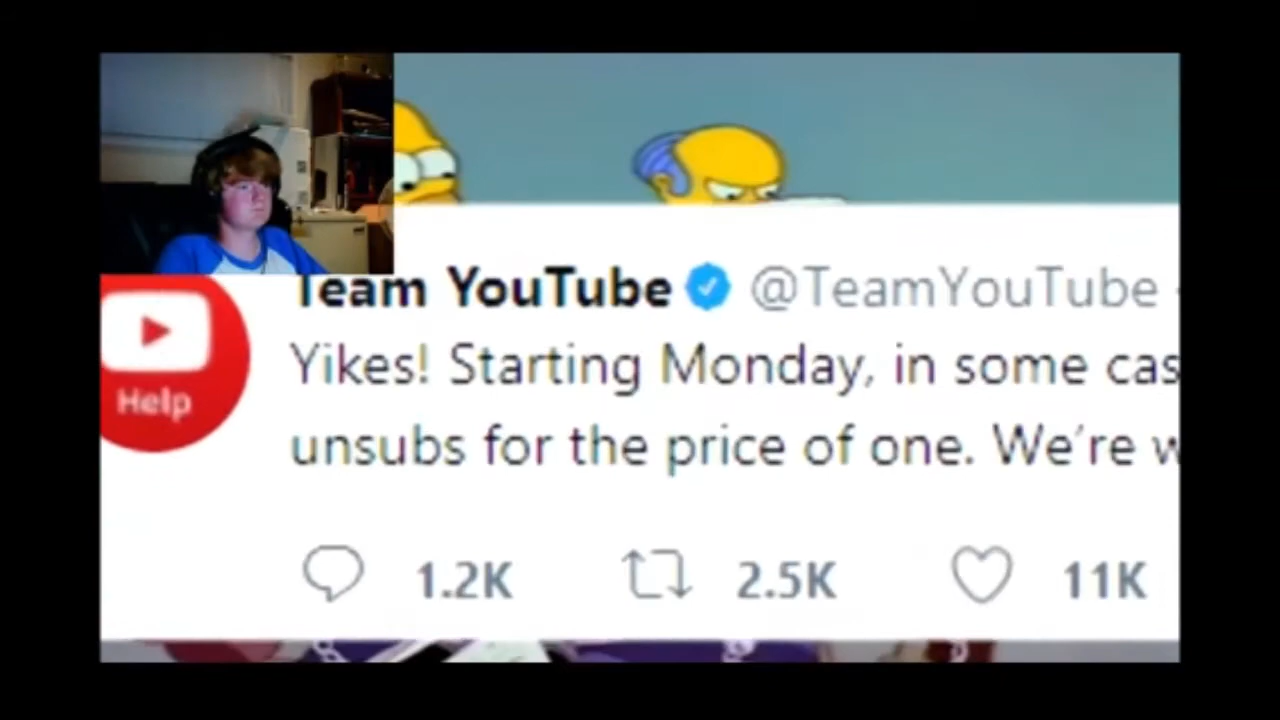 Team YouTube @TeamYouTube
Yikes! Starting Monday, in some cas
unsubs for the price of one. We're w
Help
1.2K 2.5K 11K